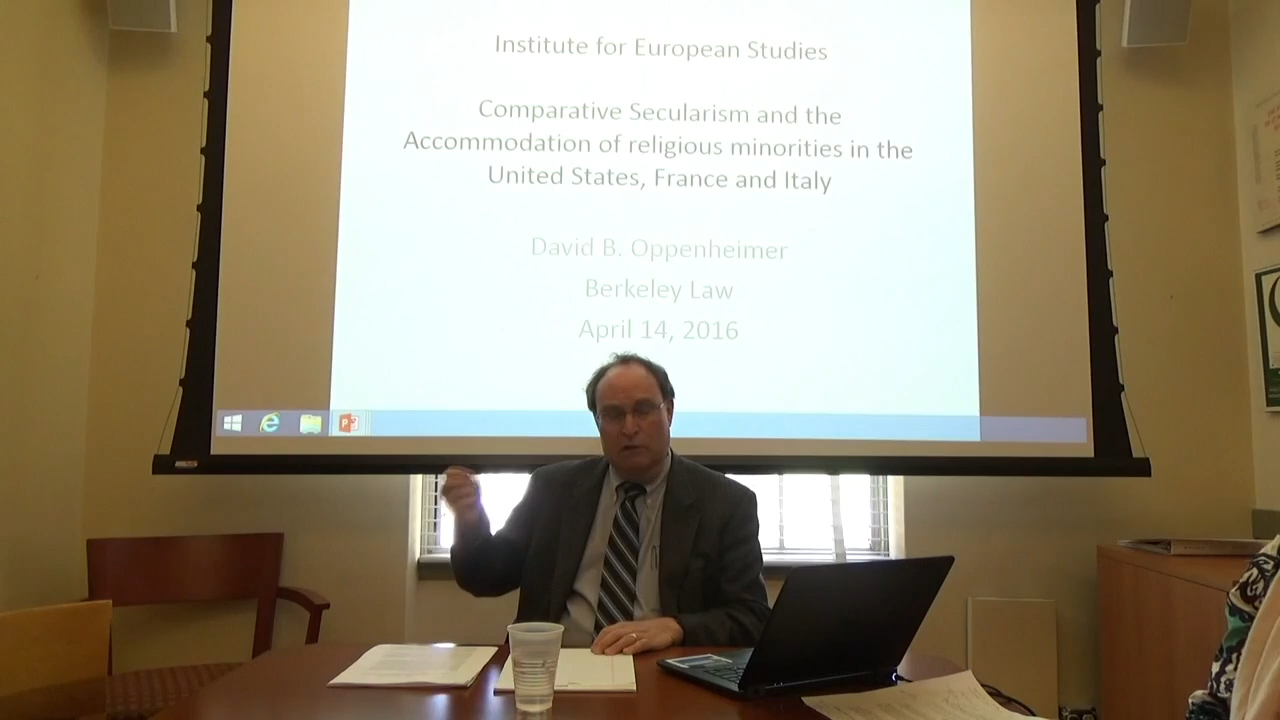 Institute for European Studies
Comparative Secularism and the
Accommodation of religious minorities in the
United States, France and Italy
David B. Oppenheimer
Berkeley Law
April 14, 2016